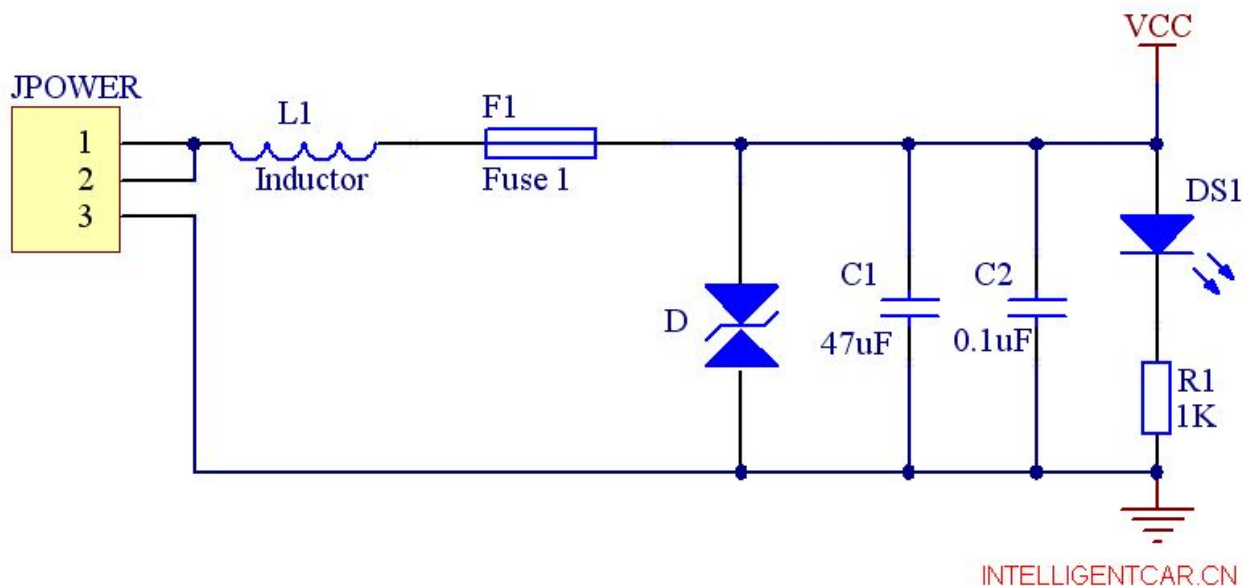 VCC
JPOWER
1
2
3
L1
Inductor
F1
Fuse 1
DS1
D
C1
47uF
C2
0.1uF
R1
1K
INTELLIGENTCAR.CN